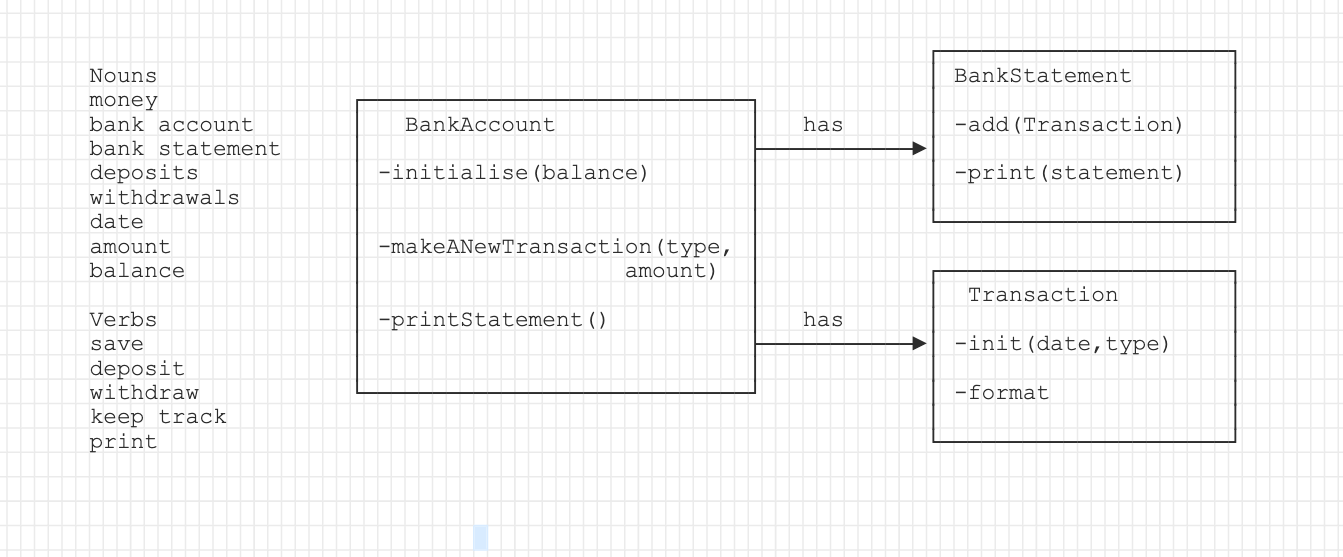 Nouns
money
bank account
bank statement
deposits
withdrawals
date
amount
balance
Verbs
save
deposit
withdraw
keep track
print
BankAccount
-initialise(balance)
-makeANewTransaction(type,
amount)
-printStatement()
has
has
BankStatement
-add(Transaction)
-print(statement)
Transaction
-init(date,type)
-format